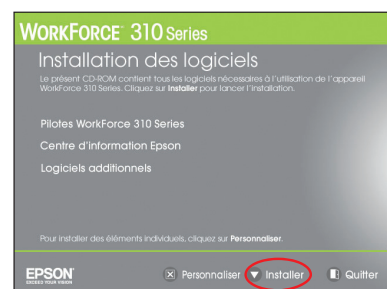 WORKFORCE™ 310 Series
Installation des logiciels
Le présent CD-ROM contient tous les logiciels nécessaires à l'utilisation de l'appareil
WorkForce 310 Series. Cliquez sur Installer pour lancer l'installation.
Pilotes WorkForce 310 Series
Centre d'information Epson
Logiciels additionnels
Pour installer des éléments individuels, cliquez sur Personnaliser.
EPSON
EXCEED YOUR VISION
Personnaliser
Installer
Quitter